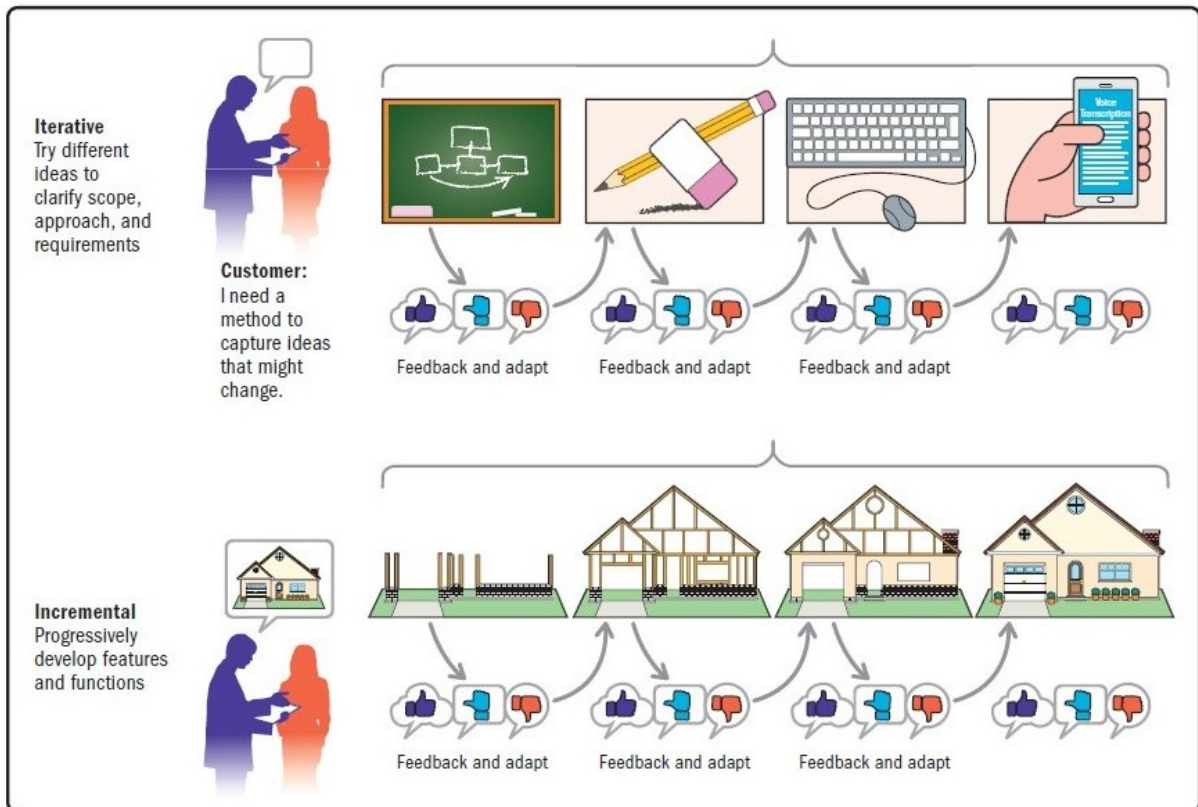 Iterative
Try different
ideas to
clarify scope,
approach, and
requirements
Customer:
I need a
method to
capture ideas
that might
change.
Voice
Transcription
Feedback and adapt
Feedback and adapt
Feedback and adapt
Incremental
Progressively
develop features
and functions
Feedback and adapt
Feedback and adapt
Feedback and adapt